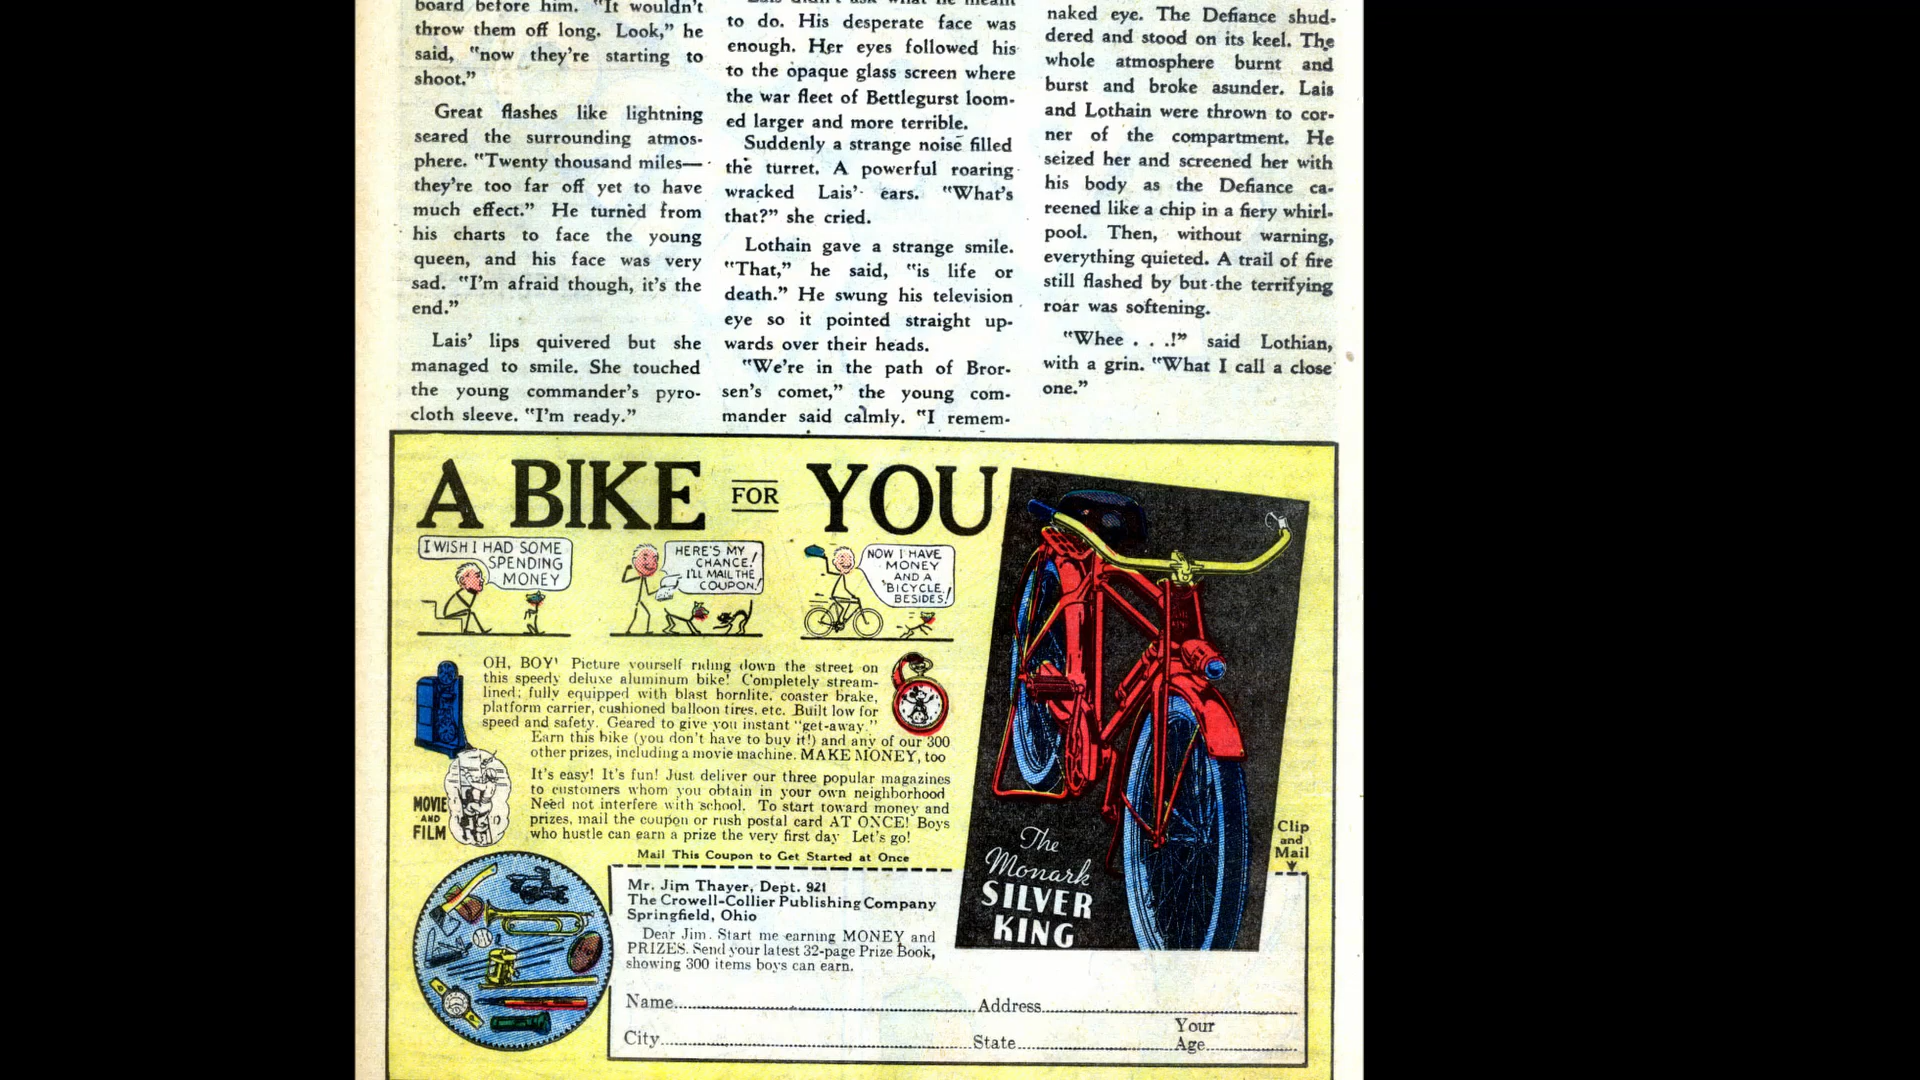 board before him. "It wouldn't
throw them off long. Look," he
said, "now they're starting to
shoot."
Great flashes like lightning
seared the surrounding atmos-
phere. "Twenty thousand miles—
they're too far off yet to have
much effect." He turned from
his charts to face the young
queen, and his face was very
sad. "I'm afraid though, it's the
end."
Lais' lips quivered but she
managed to smile. She touched
the young commander's pyro-
cloth sleeve. "I'm ready."
Lais didn't ask what he meant
to do. His desperate face was
enough. Her eyes followed his
to the opaque glass screen where
the war fleet of Bettlegurst loom-
ed larger and more terrible.
Suddenly a strange noise filled
the turret. A powerful roaring
wracked Lais' ears. "What's
that?" she cried.
Lothain gave a strange smile.
"That," he said, "is life or
death." He swung his television
eye so it pointed straight up-
wards over their heads.
"We're in the path of Bror-
sen's comet," the young com-
mander said calmly. "I remem-
naked eye. The Defiance shud-
dered and stood on its keel. The
whole atmosphere burnt and
burst and broke asunder. Lais
and Lothain were thrown to cor-
ner of the compartment. He
seized her and screened her with
his body as the Defiance ca-
reened like a chip in a fiery whirl-
pool. Then, without warning,
everything quieted. A trail of fire
still flashed by but the terrifying
roar was softening.
"Whee . . .!" said Lothian,
with a grin. "What I call a close
one."
A BIKE FOR YOU
I WISH I HAD SOME
SPENDING
MONEY
HERE'S MY
CHANCE!
I'LL MAIL THE
COUPON!
NOW I HAVE
MONEY
AND A
BICYCLE
BESIDES!
OH, BOY! Picture yourself riding down the street on
this speedy deluxe aluminum bike! Completely stream-
lined; fully equipped with blast hornlite, coaster brake,
platform carrier, cushioned balloon tires, etc. Built low for
speed and safety. Geared to give you instant "get-away."
Earn this bike (you don't have to buy it!) and any of our 300
other prizes, including a movie machine. MAKE MONEY, too
It's easy! It's fun! Just deliver our three popular magazines
to customers whom you obtain in your own neighborhood
Need not interfere with school. To start toward money and
prizes, mail the coupon or rush postal card AT ONCE! Boys
who hustle can earn a prize the very first day Let's go!
MOVIE
AND
FILM
Mail This Coupon to Get Started at Once
Clip
and
Mail
The
Monark
SILVER
KING
Mr. Jim Thayer, Dept. 921
The Crowell-Collier Publishing Company
Springfield, Ohio
Dear Jim. Start me earning MONEY and
PRIZES. Send your latest 32-page Prize Book,
showing 300 items boys can earn.
Name Address
City State Your Age